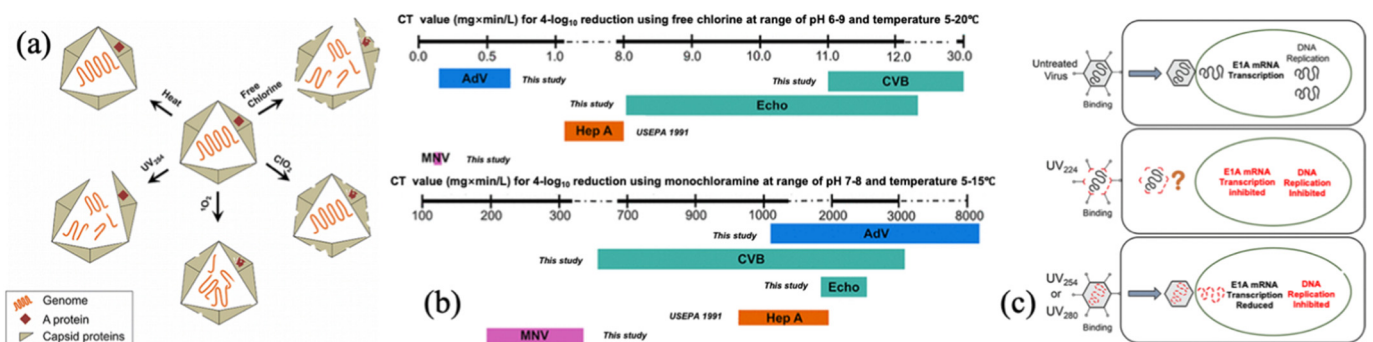 (a)
Heat
Free
Chlorine
UV254
ClO2
1O2
Genome
A protein
Capsid proteins
CT value (mg×min/L) for 4-log10 reduction using free chlorine at range of pH 6-9 and temperature 5-20℃
0.0 0.5 1.0 8.0 9.0 10.0 11.0 12.0 30.0
AdV This study
This study CVB
This study Echo
Hep A USEPA 1991
MNV This study
CT value (mg×min/L) for 4-log10 reduction using monochloramine at range of pH 7-8 and temperature 5-15℃
100 200 300 700 900 1000 2000 3000 8000
This study AdV
This study CVB
This study Echo
USEPA 1991 Hep A
MNV This study
(b)
Untreated
Virus
Binding
E1A mRNA
Transcription
DNA
Replication
UV224
Binding
?
E1A mRNA
Transcription
inhibited
DNA
Replication
Inhibited
UV254
or
UV280
Binding
E1A mRNA
Transcription
Reduced
DNA
Replication
Inhibited
(c)